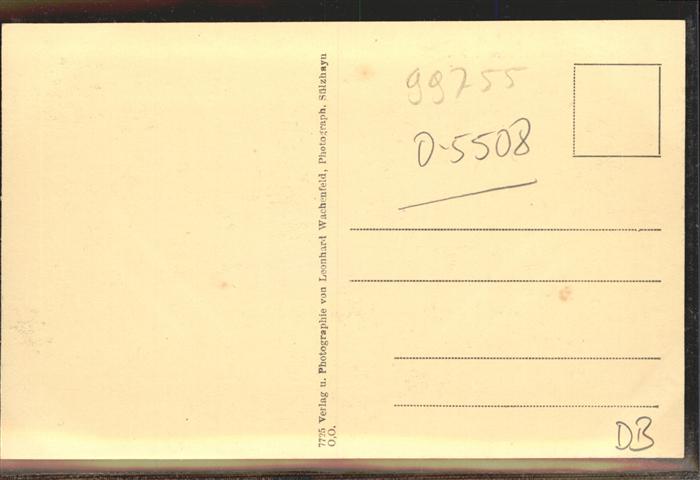 7725 Verlag u. Photographie von Leonhard Wachenfeld, Photograph. Sülzhayn
O,O.
99755
D-5508
DB